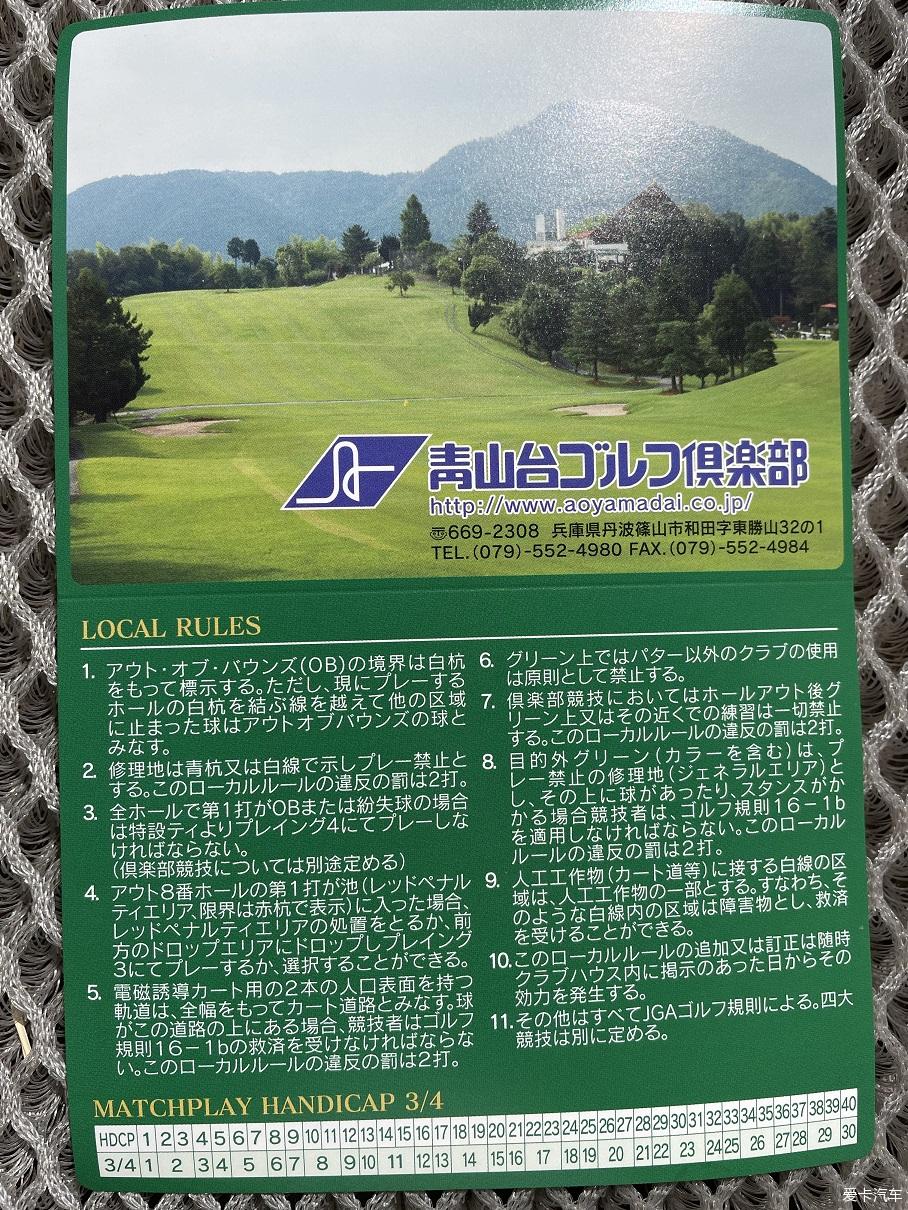 青山台ゴルフ倶楽部
http://www.aoyamadai.co.jp/
〠669-2308 兵庫県丹波篠山市和田字東勝山32の1
TEL.(079)-552-4980 FAX.(079)-552-4984
LOCAL RULES
1. アウト・オブ・バウンズ(OB)の境界は白杭
をもって標示する。ただし、現にプレーする
ホールの白杭を結ぶ線を越えて他の区域
に止まった球はアウトオブバウンズの球と
みなす。
2. 修理地は青杭又は白線で示しプレー禁止と
する。このローカルルールの違反の罰は2打。
3. 全ホールで第1打がOBまたは紛失球の場合
は特設ティよりプレイング4にてプレーしな
ければならない。
(倶楽部競技については別途定める)
4. アウト8番ホールの第1打が池(レッドペナル
ティエリア、限界は赤杭で表示)に入った場合、
レッドペナルティエリアの処置をとるか、前
方のドロップエリアにドロップしプレイング
3にてプレーするか、選択することができる。
5. 電磁誘導カート用の2本の人口表面を持つ
軌道は、全幅をもってカート道路とみなす。球
がこの道路の上にある場合、競技者はゴルフ
規則16-1bの救済を受けなければならな
い。このローカルルールの違反の罰は2打。
6. グリーン上ではパター以外のクラブの使用
は原則として禁止する。
7. 倶楽部競技においてはホールアウト後グ
リーン上又はその近くでの練習は一切禁止
する。このローカルルールの違反の罰は2打。
8. 目的外グリーン(カラーを含む)は、プ
レー禁止の修理地(ジェネラルエリア)と
し、その上に球があったり、スタンスがか
かる場合競技者は、ゴルフ規則16-1b
を適用しなければならない。このローカル
ルールの違反の罰は2打。
9. 人工工作物(カート道等)に接する白線の区
域は、人工工作物の一部とする。すなわち、そ
のような白線内の区域は障害物とし、救済
を受けることができる。
10. このローカルルールの追加又は訂正は随時
クラブハウス内に掲示のあった日からその
効力を発生する。
11. その他はすべてJGAゴルフ規則による。四大
競技は別に定める。
MATCHPLAY HANDICAP 3/4
HDCP 1 2 3 4 5 6 7 8 9 10 11 12 13 14 15 16 17 18 19 20 21 22 23 24 25 26 27 28 29 30 31 32 33 34 35 36 37 38 39 40
3/4 1 2 3 4 5 6 7 8 9 10 11 12 13 14 15 16 17 18 19 20 21 22 23 24 25 26 27 28 29 30
爱卡汽车